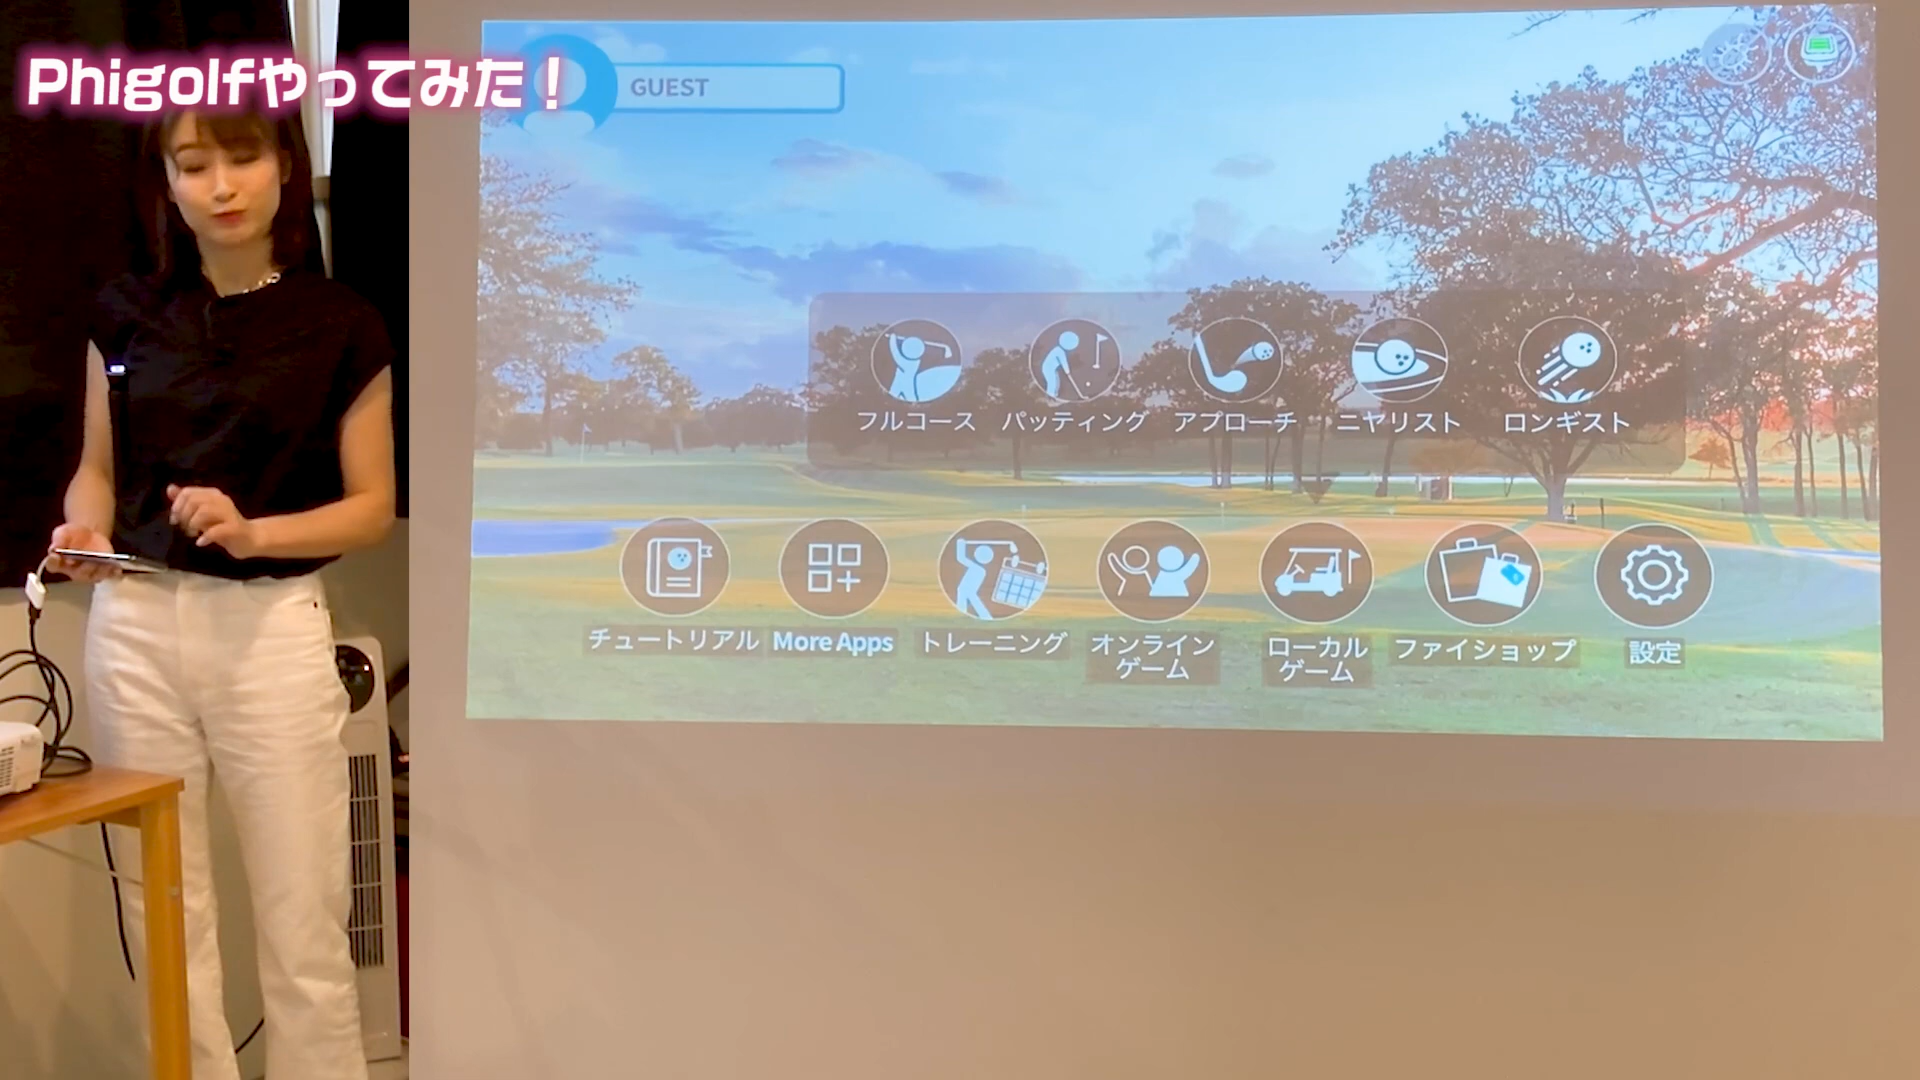 Phigolfやってみた！
GUEST
フルコース パッティング アプローチ ニヤリスト ロンギスト
チュートリアル More Apps トレーニング オンライン ゲーム ローカル ゲーム ファイショップ 設定